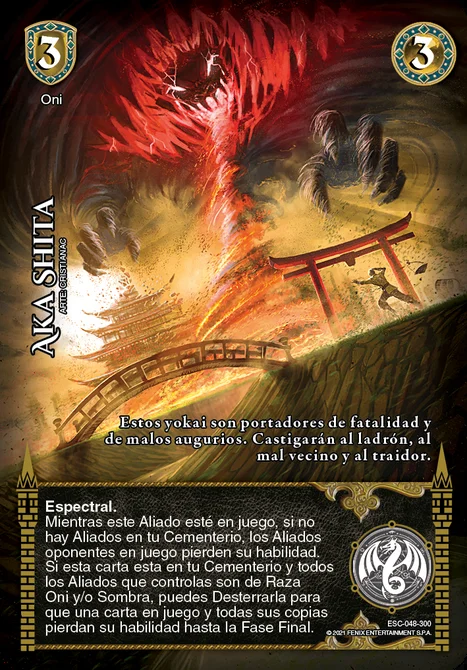 3
3
Oni
AKA SHITA
ARTE: CRISTIANAC
Estos yokai son portadores de fatalidad y
de malos augurios. Castigarán al ladrón, al
mal vecino y al traidor.
Espectral.
Mientras este Aliado esté en juego, si no
hay Aliados en tu Cementerio, los Aliados
oponentes en juego pierden su habilidad.
Si esta carta esta en tu Cementerio y todos
los Aliados que controlas son de Raza
Oni y/o Sombra, puedes Desterrarla para
que una carta en juego y todas sus copias
pierdan su habilidad hasta la Fase Final.
ESC-048-300
© 2021 FENIX ENTERTAINMENT S.P.A.